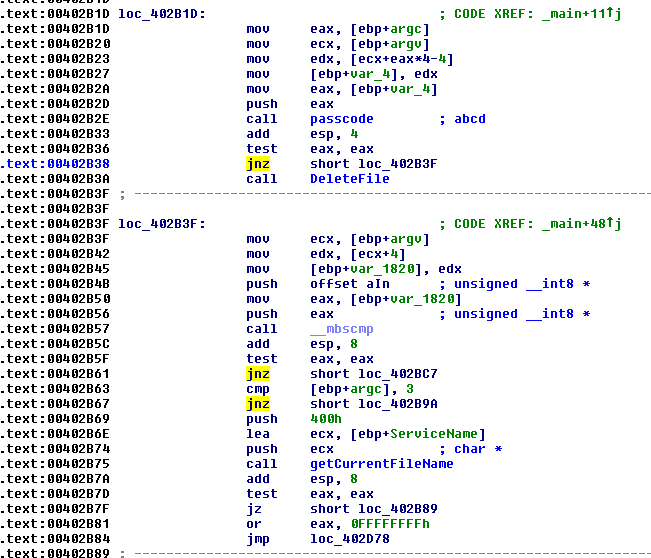 .text:00402B1D
.text:00402B1D loc_402B1D: ; CODE XREF: _main+11↑j
.text:00402B1D mov eax, [ebp+argc]
.text:00402B20 mov ecx, [ebp+argv]
.text:00402B23 mov edx, [ecx+eax*4-4]
.text:00402B27 mov [ebp+var_4], edx
.text:00402B2A mov eax, [ebp+var_4]
.text:00402B2D push eax
.text:00402B2E call passcode ; abcd
.text:00402B33 add esp, 4
.text:00402B36 test eax, eax
.text:00402B38 jnz short loc_402B3F
.text:00402B3A call DeleteFile
.text:00402B3F ; ---------------------------------------------------------------------------
.text:00402B3F
.text:00402B3F loc_402B3F: ; CODE XREF: _main+48↑j
.text:00402B3F mov ecx, [ebp+argv]
.text:00402B42 mov edx, [ecx+4]
.text:00402B45 mov [ebp+var_1820], edx
.text:00402B4B push offset aIn ; unsigned __int8 *
.text:00402B50 mov eax, [ebp+var_1820]
.text:00402B56 push eax ; unsigned __int8 *
.text:00402B57 call __mbscmp
.text:00402B5C add esp, 8
.text:00402B5F test eax, eax
.text:00402B61 jnz short loc_402BC7
.text:00402B63 cmp [ebp+argc], 3
.text:00402B67 jnz short loc_402B9A
.text:00402B69 push 400h
.text:00402B6E lea ecx, [ebp+ServiceName]
.text:00402B74 push ecx ; char *
.text:00402B75 call getCurrentFileName
.text:00402B7A add esp, 8
.text:00402B7D test eax, eax
.text:00402B7F jz short loc_402B89
.text:00402B81 or eax, 0FFFFFFFFh
.text:00402B84 jmp loc_402D78
.text:00402B89 ; ---------------------------------------------------------------------------